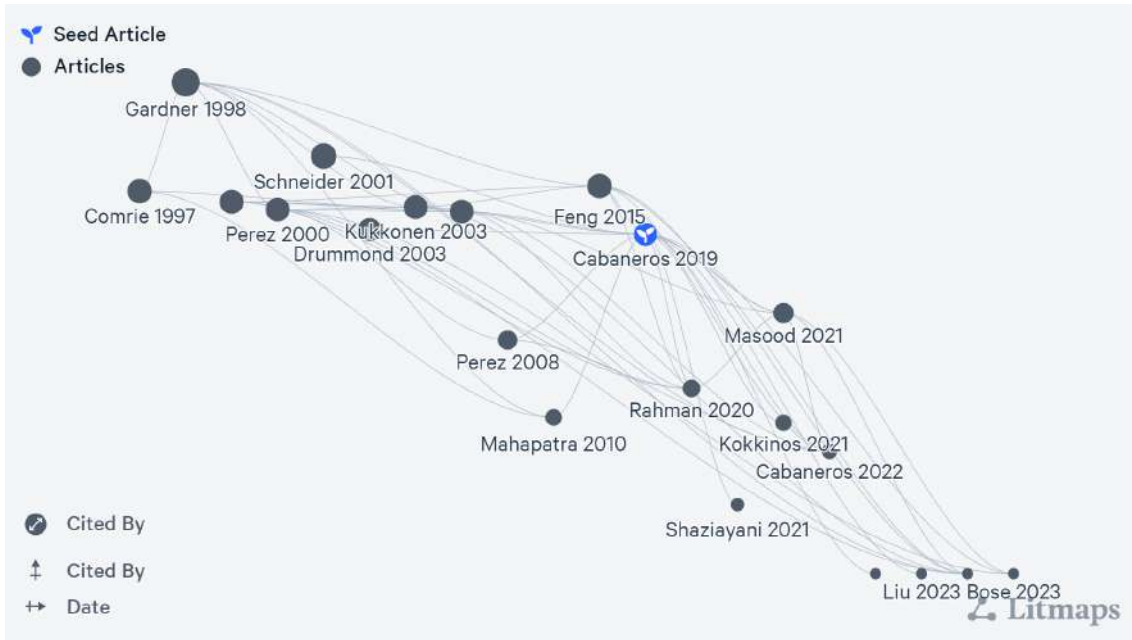 Seed Article
Articles
Gardner 1998
Schneider 2001
Comrie 1997
Perez 2000
Kukkonen 2003
Drummond 2003
Feng 2015
Cabaneros 2019
Masood 2021
Perez 2008
Rahman 2020
Mahapatra 2010
Kokkinos 2021
Cabaneros 2022
Shaziayani 2021
Cited By
Cited By
Date
Liu 2023 Bose 2023
Litmaps